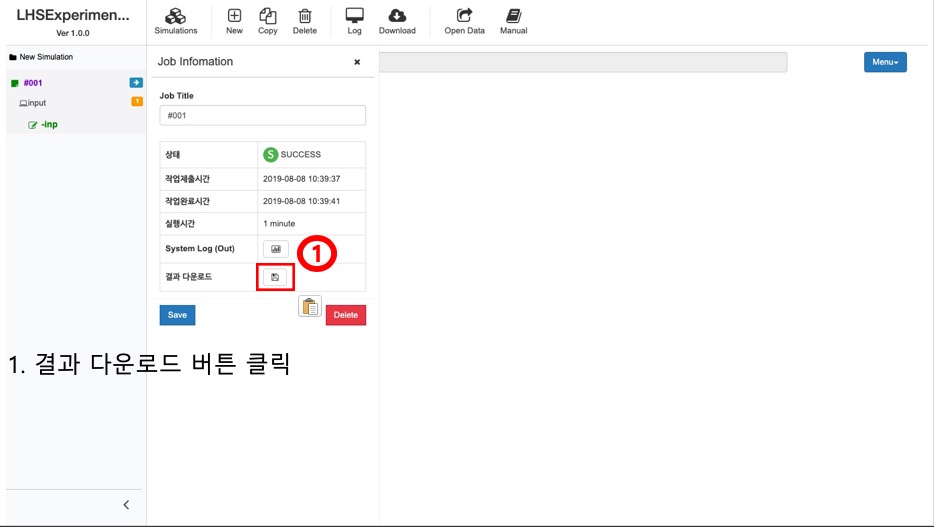 LHSExperimen...
Ver 1.0.0
Simulations
New
Copy
Delete
Log
Download
Open Data
Manual
New Simulation
Job Infomation
Menu
#001
input
1
-inp
Job Title
#001
상태
S SUCCESS
작업제출시간
2019-08-08 10:39:37
작업완료시간
2019-08-08 10:39:41
실행시간
1 minute
System Log (Out)
1
결과 다운로드
Save
Delete
1. 결과 다운로드 버튼 클릭